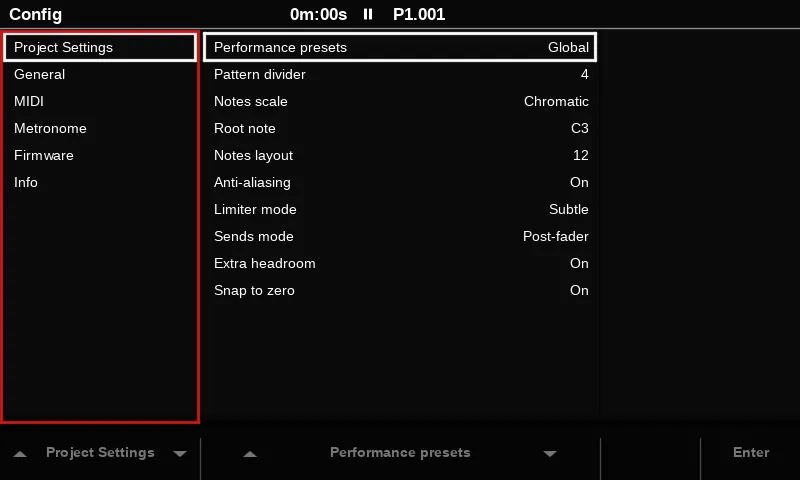 Config 0m:00s P1.001
Project Settings
General
MIDI
Metronome
Firmware
Info
Performance presets Global
Pattern divider 4
Notes scale Chromatic
Root note C3
Notes layout 12
Anti-aliasing On
Limiter mode Subtle
Sends mode Post-fader
Extra headroom On
Snap to zero On
Project Settings Performance presets Enter